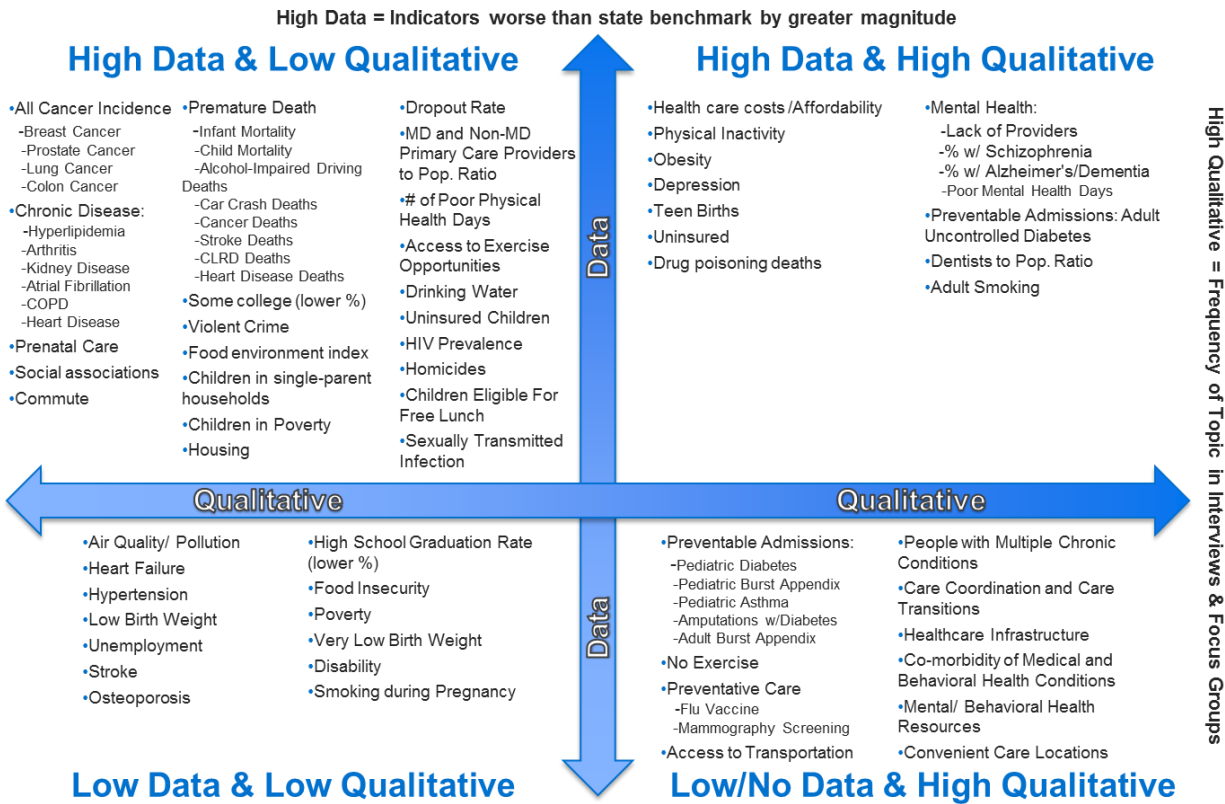 High Data = Indicators worse than state benchmark by greater magnitude
High Data & Low Qualitative
•All Cancer Incidence
-Breast Cancer
-Prostate Cancer
-Lung Cancer
-Colon Cancer
•Chronic Disease:
-Hyperlipidemia
-Arthritis
-Kidney Disease
-Atrial Fibrillation
-COPD
-Heart Disease
•Prenatal Care
•Social associations
•Commute
•Premature Death
-Infant Mortality
-Child Mortality
-Alcohol-Impaired Driving
Deaths
-Car Crash Deaths
-Cancer Deaths
-Stroke Deaths
-CLRD Deaths
-Heart Disease Deaths
•Some college (lower %)
•Violent Crime
•Food environment index
•Children in single-parent
households
•Children in Poverty
•Housing
•Dropout Rate
•MD and Non-MD
Primary Care Providers
to Pop. Ratio
•# of Poor Physical
Health Days
•Access to Exercise
Opportunities
•Drinking Water
•Uninsured Children
•HIV Prevalence
•Homicides
•Children Eligible For
Free Lunch
•Sexually Transmitted
Infection
High Data & High Qualitative
•Health care costs /Affordability
•Physical Inactivity
•Obesity
•Depression
•Teen Births
•Uninsured
•Drug poisoning deaths
•Mental Health:
-Lack of Providers
-% w/ Schizophrenia
-% w/ Alzheimer's/Dementia
-Poor Mental Health Days
•Preventable Admissions: Adult
Uncontrolled Diabetes
•Dentists to Pop. Ratio
•Adult Smoking
High Qualitative = Frequency of Topic in Interviews & Focus Groups
Data
Qualitative
Qualitative
Data
•Air Quality/ Pollution
•Heart Failure
•Hypertension
•Low Birth Weight
•Unemployment
•Stroke
•Osteoporosis
•High School Graduation Rate
(lower %)
•Food Insecurity
•Poverty
•Very Low Birth Weight
•Disability
•Smoking during Pregnancy
Low Data & Low Qualitative
•Preventable Admissions:
-Pediatric Diabetes
-Pediatric Burst Appendix
-Pediatric Asthma
-Amputations w/Diabetes
-Adult Burst Appendix
•No Exercise
•Preventative Care
-Flu Vaccine
-Mammography Screening
•Access to Transportation
•People with Multiple Chronic
Conditions
•Care Coordination and Care
Transitions
•Healthcare Infrastructure
•Co-morbidity of Medical and
Behavioral Health Conditions
•Mental/ Behavioral Health
Resources
•Convenient Care Locations
Low/No Data & High Qualitative